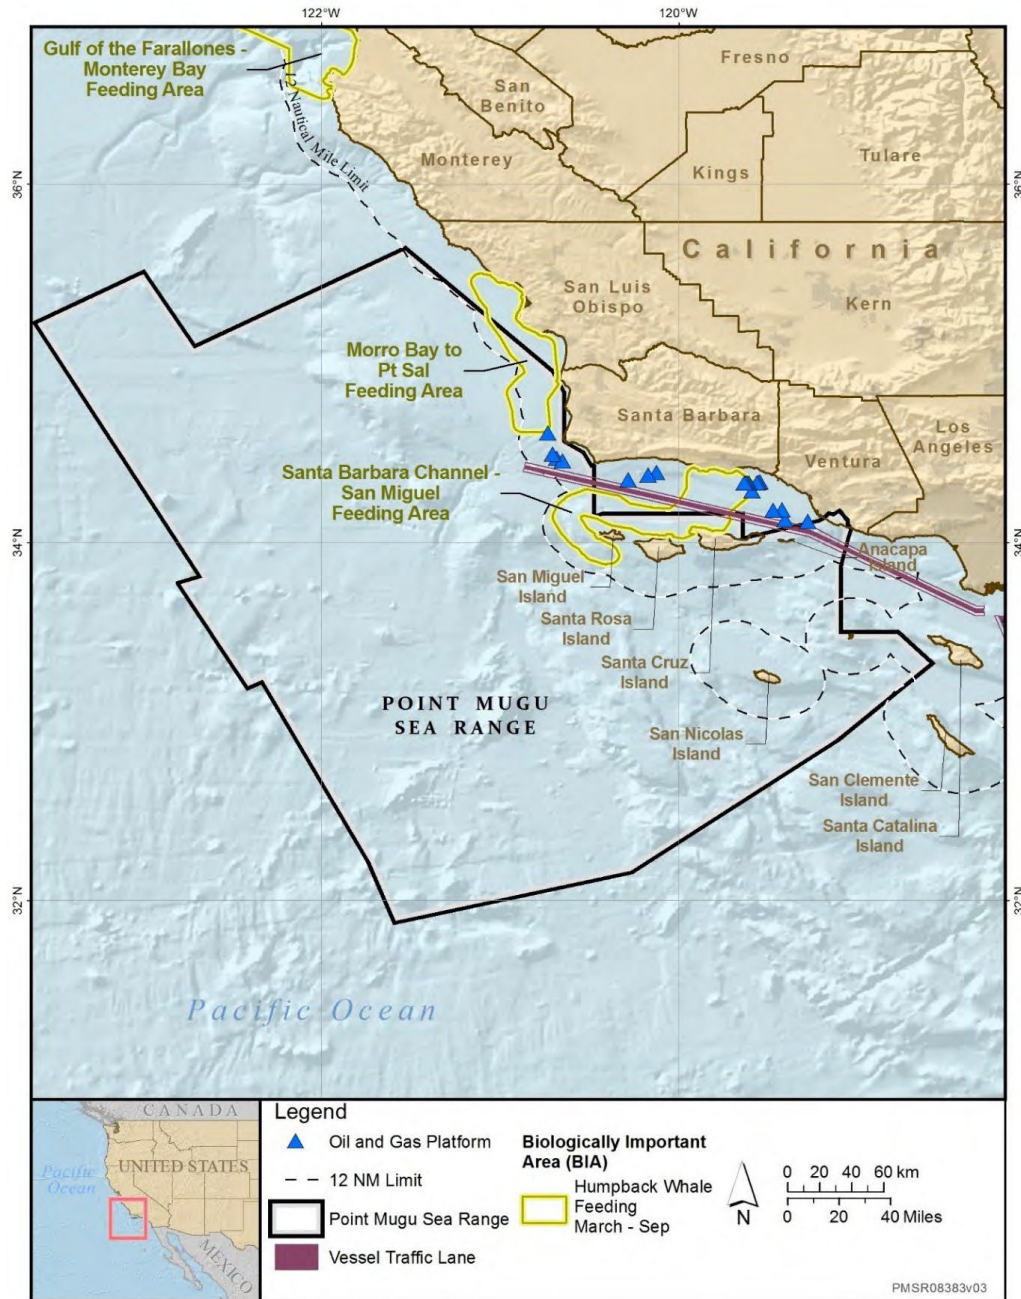 122°W
120°W
Gulf of the Farallones -
Monterey Bay
Feeding Area
12 Nautical Mile Limit
Fresno
San
Benito
Monterey
Tulare
Kings
36°N
36°N
California
San Luis
Obispo
Kern
Morro Bay to
Pt Sal
Feeding Area
Santa Barbara
Los
Angeles
Ventura
Santa Barbara Channel -
San Miguel
Feeding Area
34°N
34°N
Anacapa
Island
San Miguel
Island
Santa Rosa
Island
Santa Cruz
Island
POINT MUGU
SEA RANGE
San Nicolas
Island
San Clemente
Island
Santa Catalina
Island
32°N
32°N
Pacific Ocean
CANADA
Pacific
Ocean
UNITED STATES
MEXICO
Legend
Oil and Gas Platform
12 NM Limit
Point Mugu Sea Range
Vessel Traffic Lane
Biologically Important
Area (BIA)
Humpback Whale
Feeding
March - Sep
N
0 20 40 60 km
0 20 40 Miles
PMSR08383v03